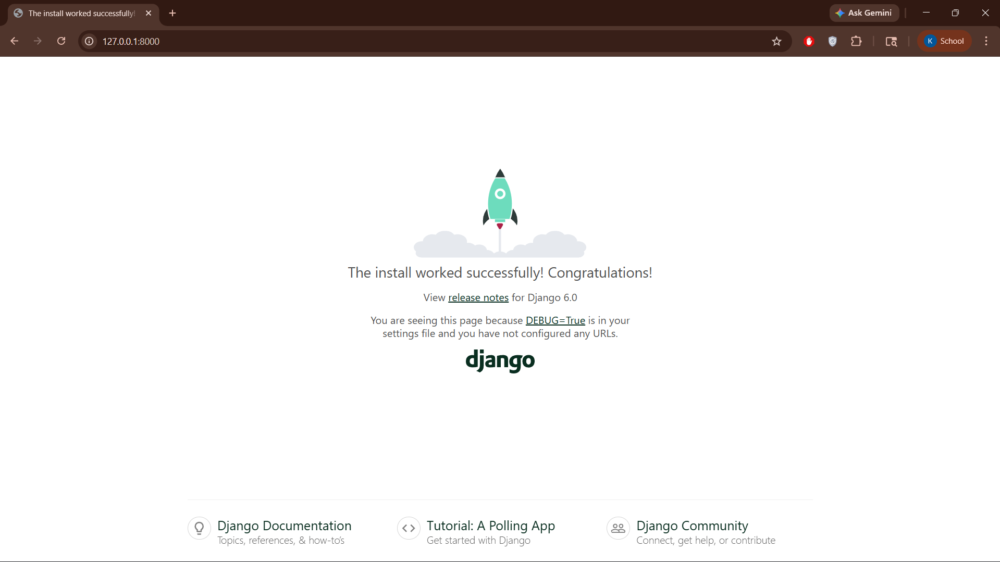 The install worked successfully!
Ask Gemini
127.0.0.1:8000
K School
The install worked successfully! Congratulations!
View release notes for Django 6.0
You are seeing this page because DEBUG=True is in your
settings file and you have not configured any URLs.
django
Django Documentation
Topics, references, & how-to's
Tutorial: A Polling App
Get started with Django
Django Community
Connect, get help, or contribute